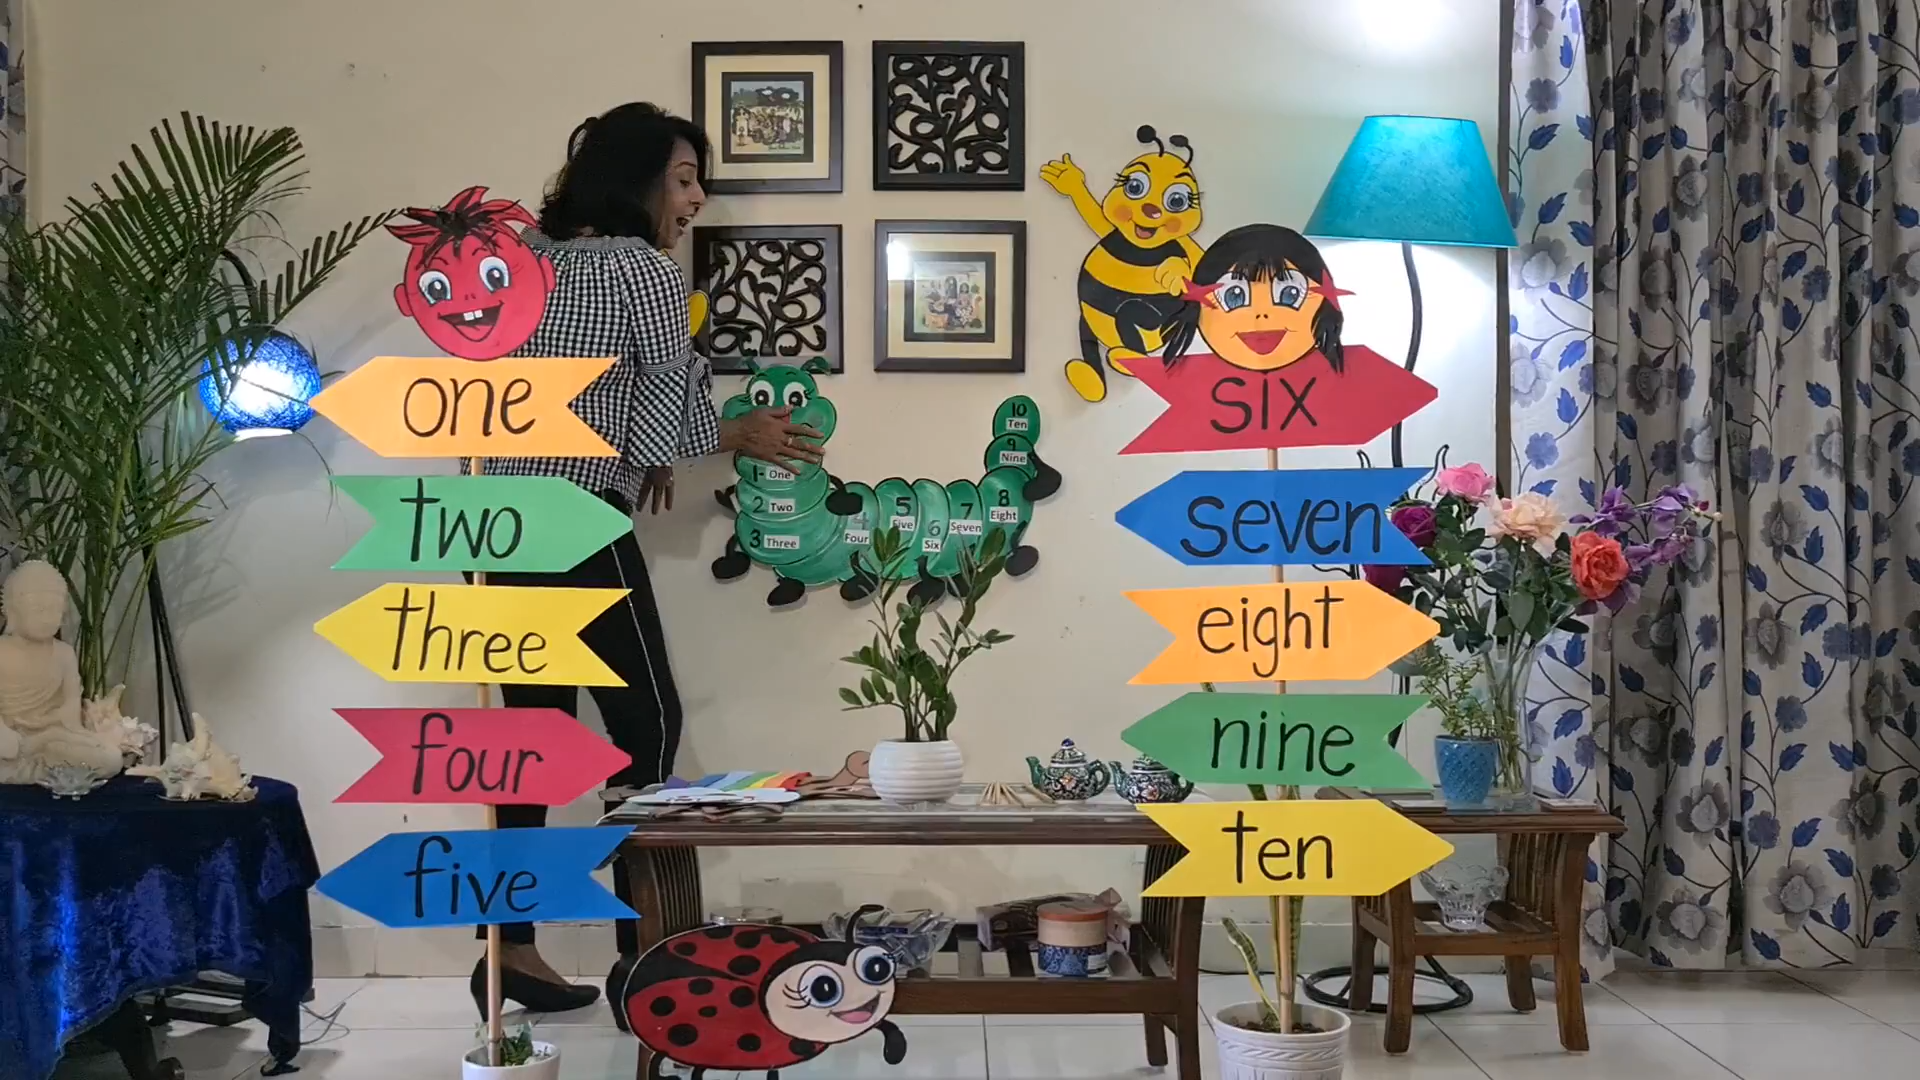 one
two
three
four
five
1- One
2 Two
3 Three
4 Four
5 Five
6 Six
7 Seven
8 Eight
9 Nine
10 Ten
six
seven
eight
nine
ten